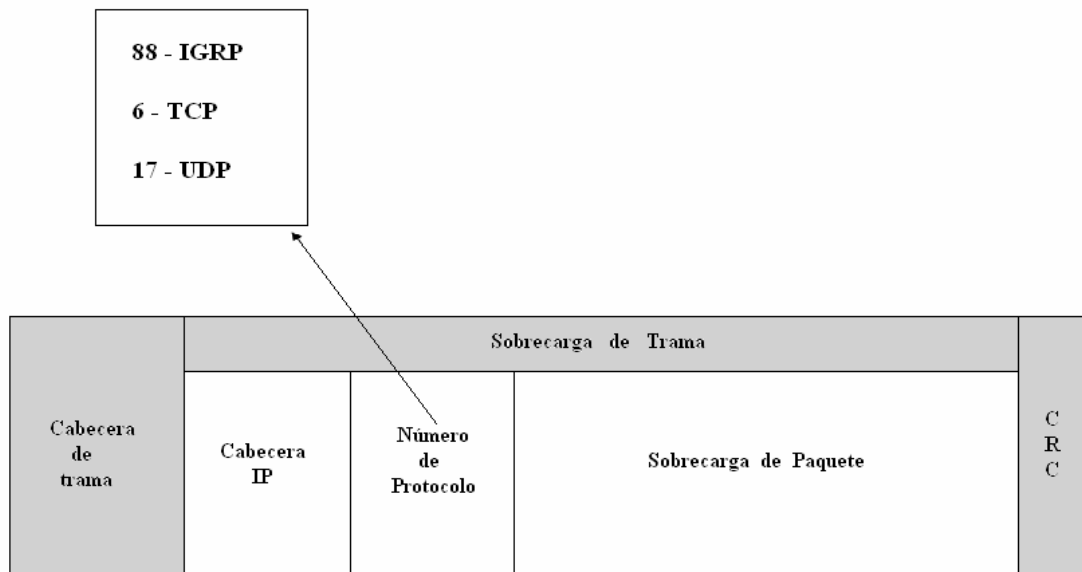 88 - IGRP
6 - TCP
17 - UDP
Sobrecarga de Trama
Cabecera
de
trama
Cabecera
IP
Número
de
Protocolo
Sobrecarga de Paquete
C
R
C